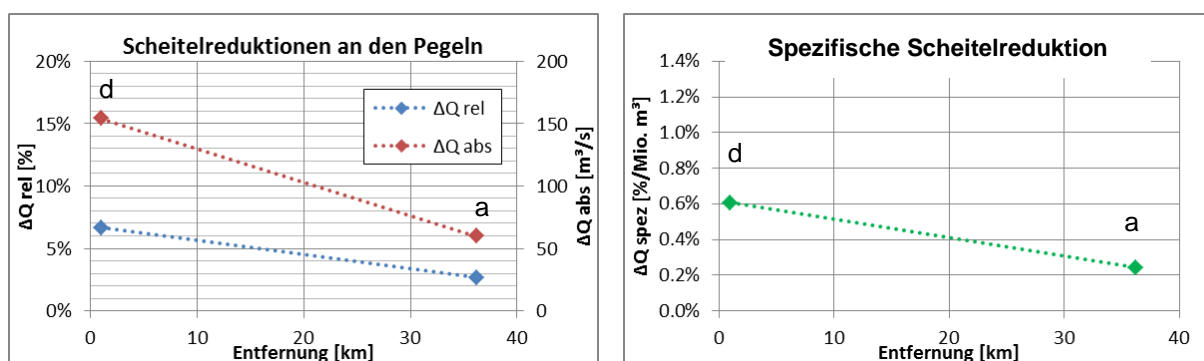 Scheitelreduktionen an den Pegeln
20%
15%
10%
5%
0%
ΔQ rel [%]
d
a
ΔQ rel
ΔQ abs
200
150
100
50
0
ΔQ abs [m³/s]
0 10 20 30 40
Entfernung [km]
Spezifische Scheitelreduktion
1.4%
1.2%
1.0%
0.8%
0.6%
0.4%
0.2%
0.0%
ΔQ spez [%/Mio. m³]
d
a
0 10 20 30 40
Entfernung [km]